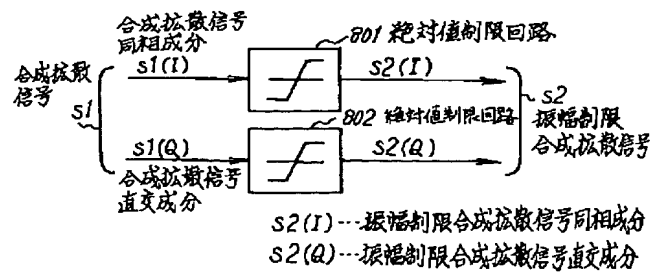 合成拡散信号
同相成分
801 絶対値制限回路
s1(I)
s2(I)
合成拡散
信号
s1
s2
振幅制限
合成拡散信号
802 絶対値制限回路
s1(Q)
s2(Q)
合成拡散信号
直交成分
s2(I)…振幅制限合成拡散信号同相成分
s2(Q)…振幅制限合成拡散信号直交成分